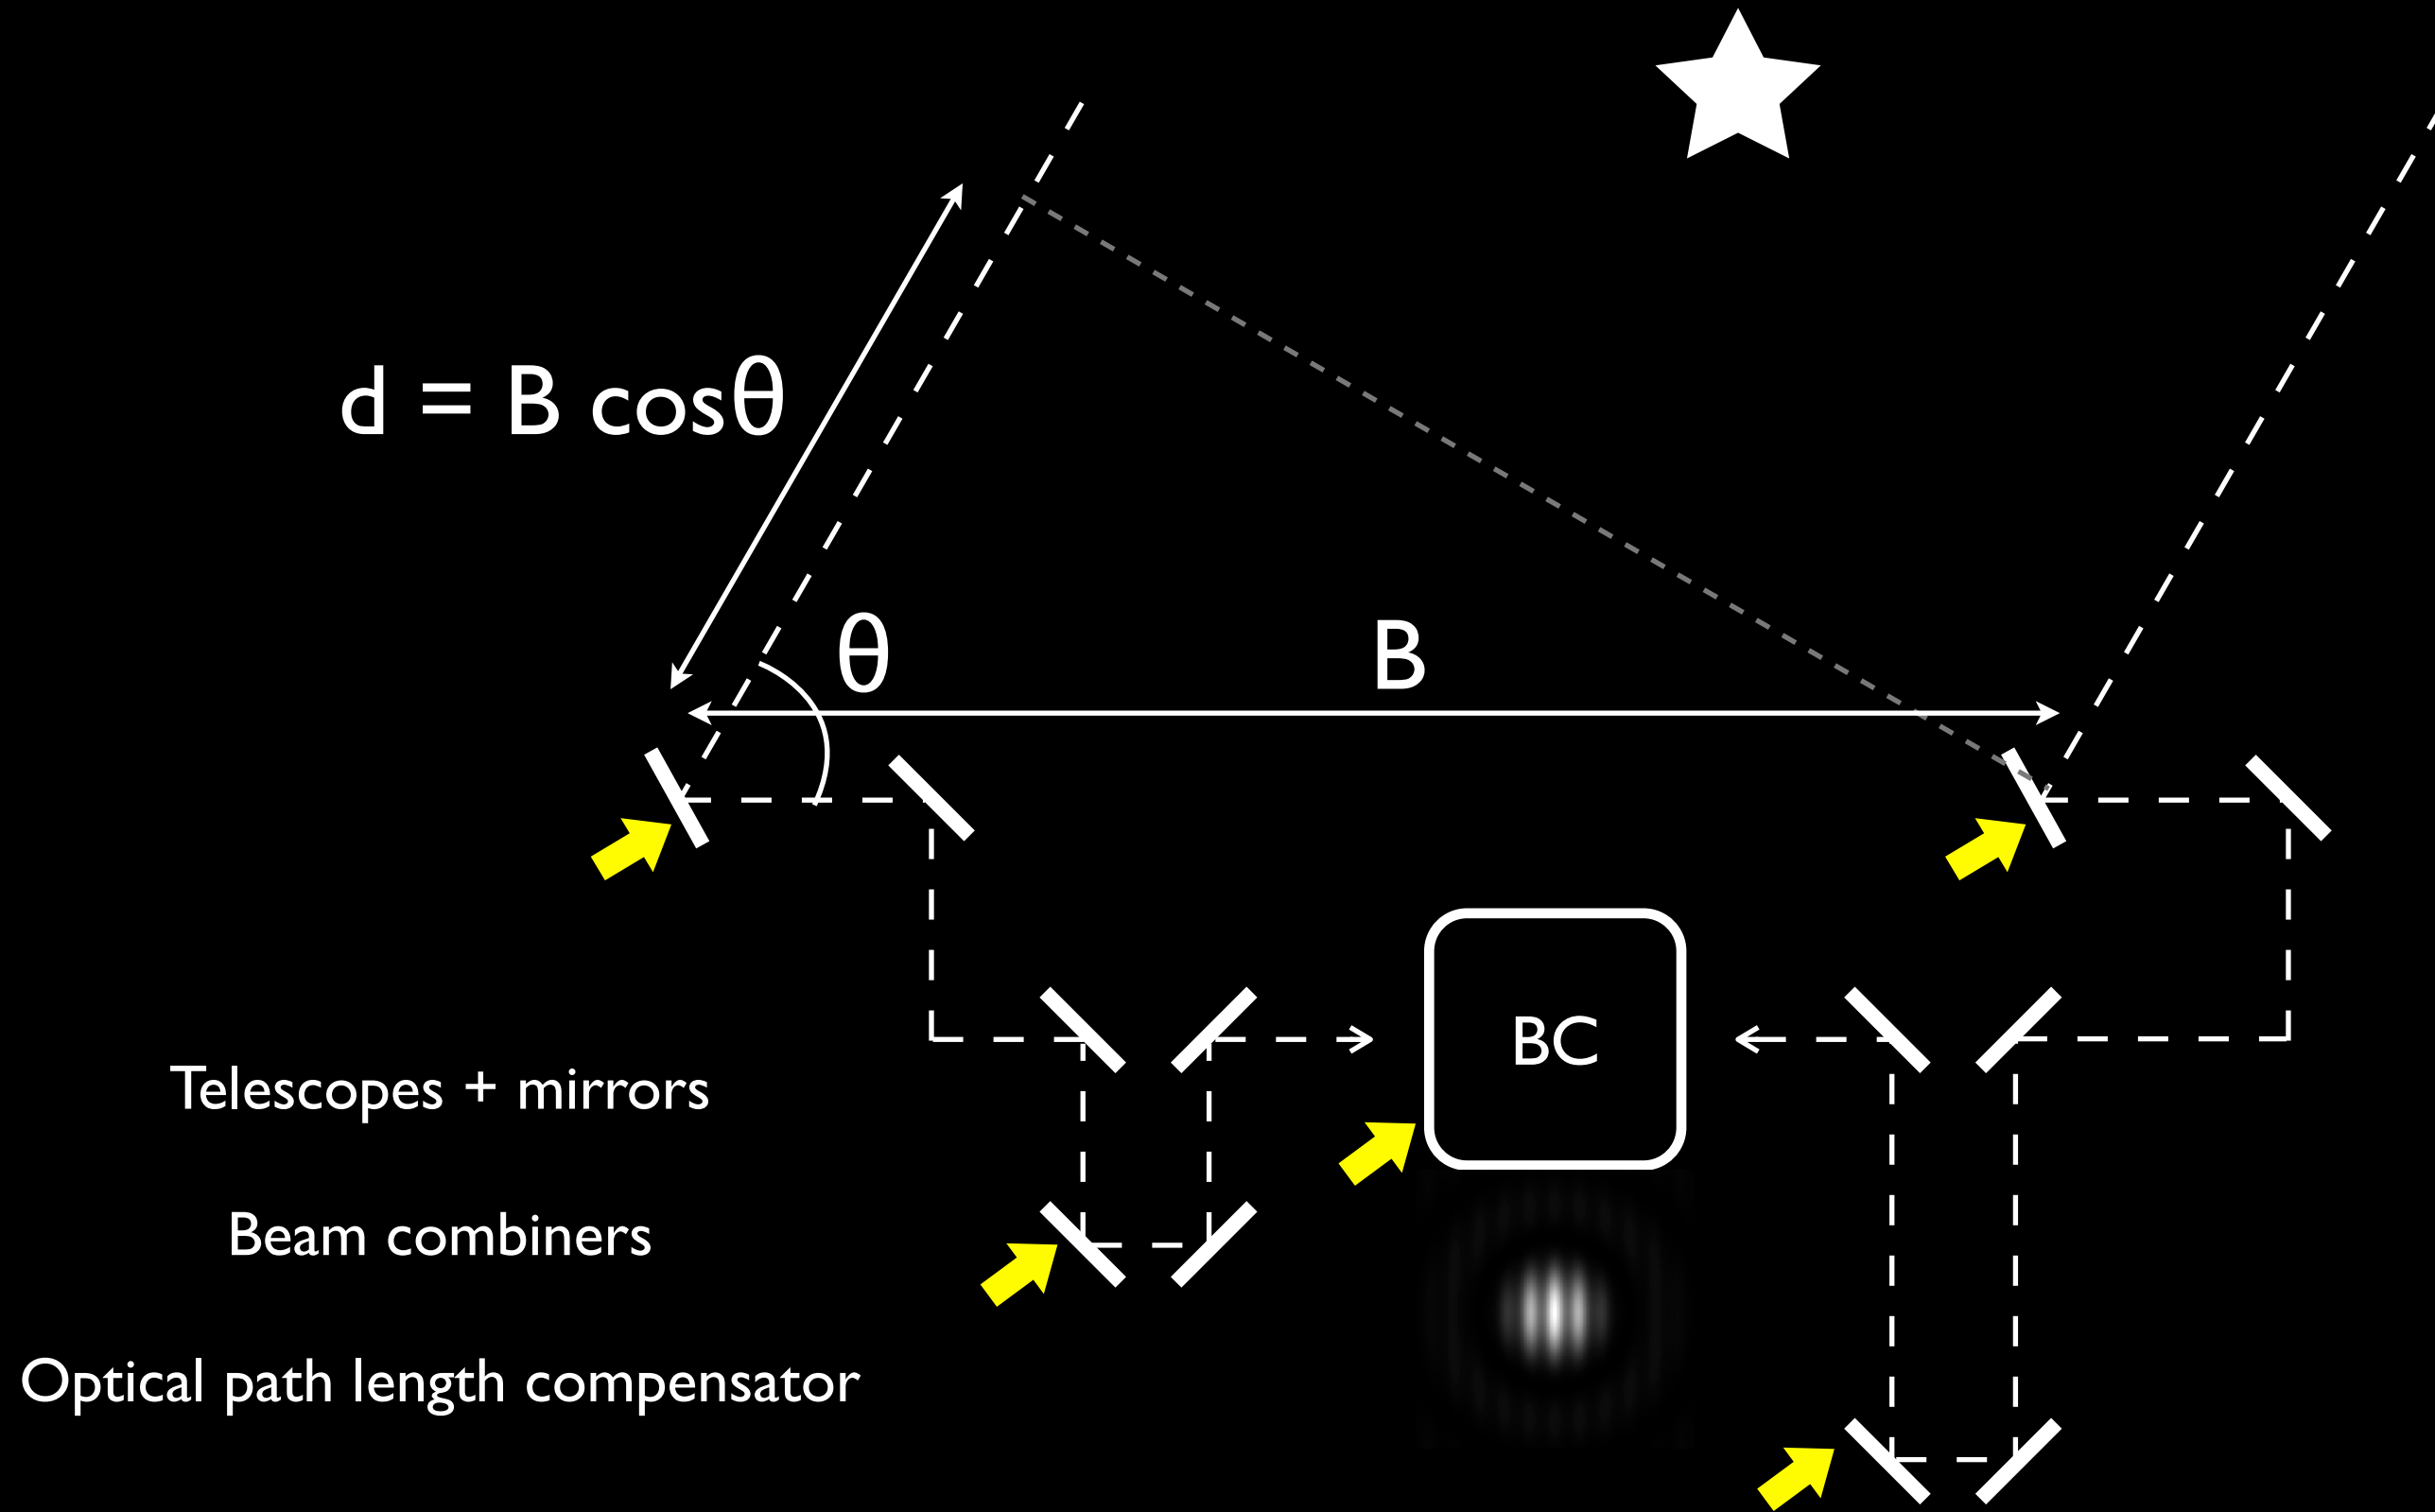 d = B cosθ
θ
B
BC
Telescopes + mirrors
Beam combiners
Optical path length compensator